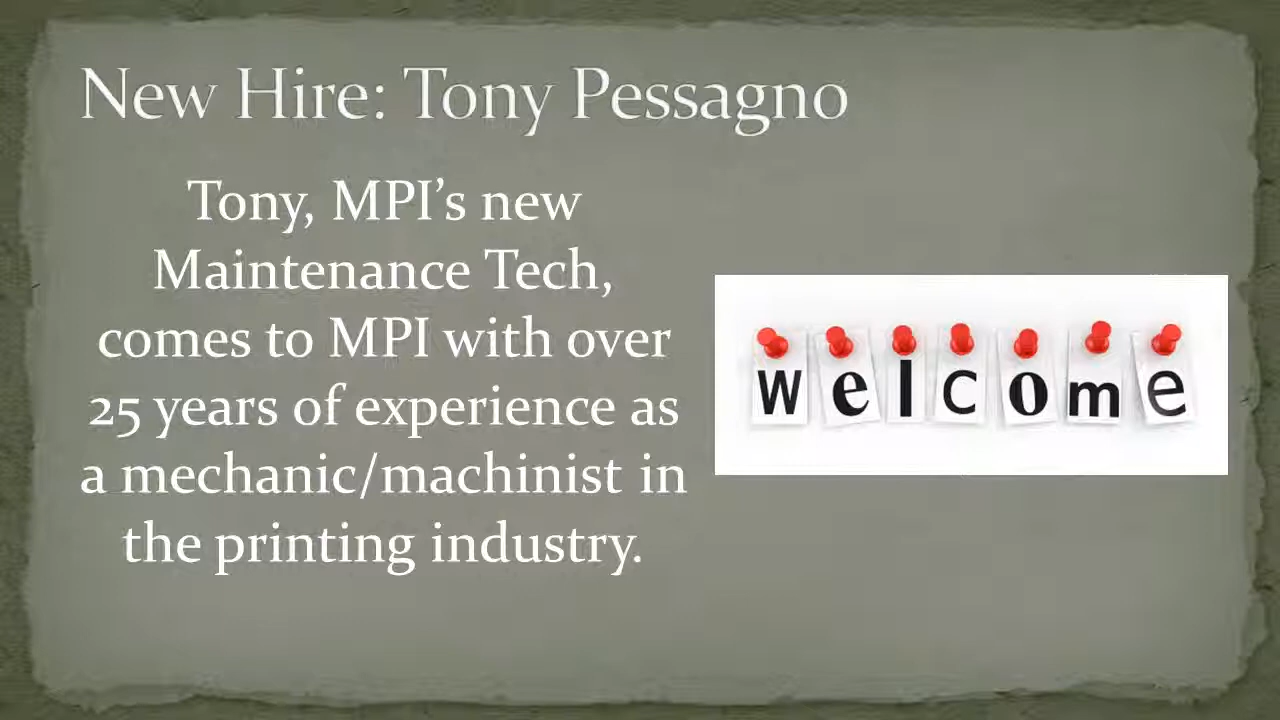 New Hire: Tony Pessagno
Tony, MPI’s new
Maintenance Tech,
comes to MPI with over
25 years of experience as
a mechanic/machinist in
the printing industry.
welcome